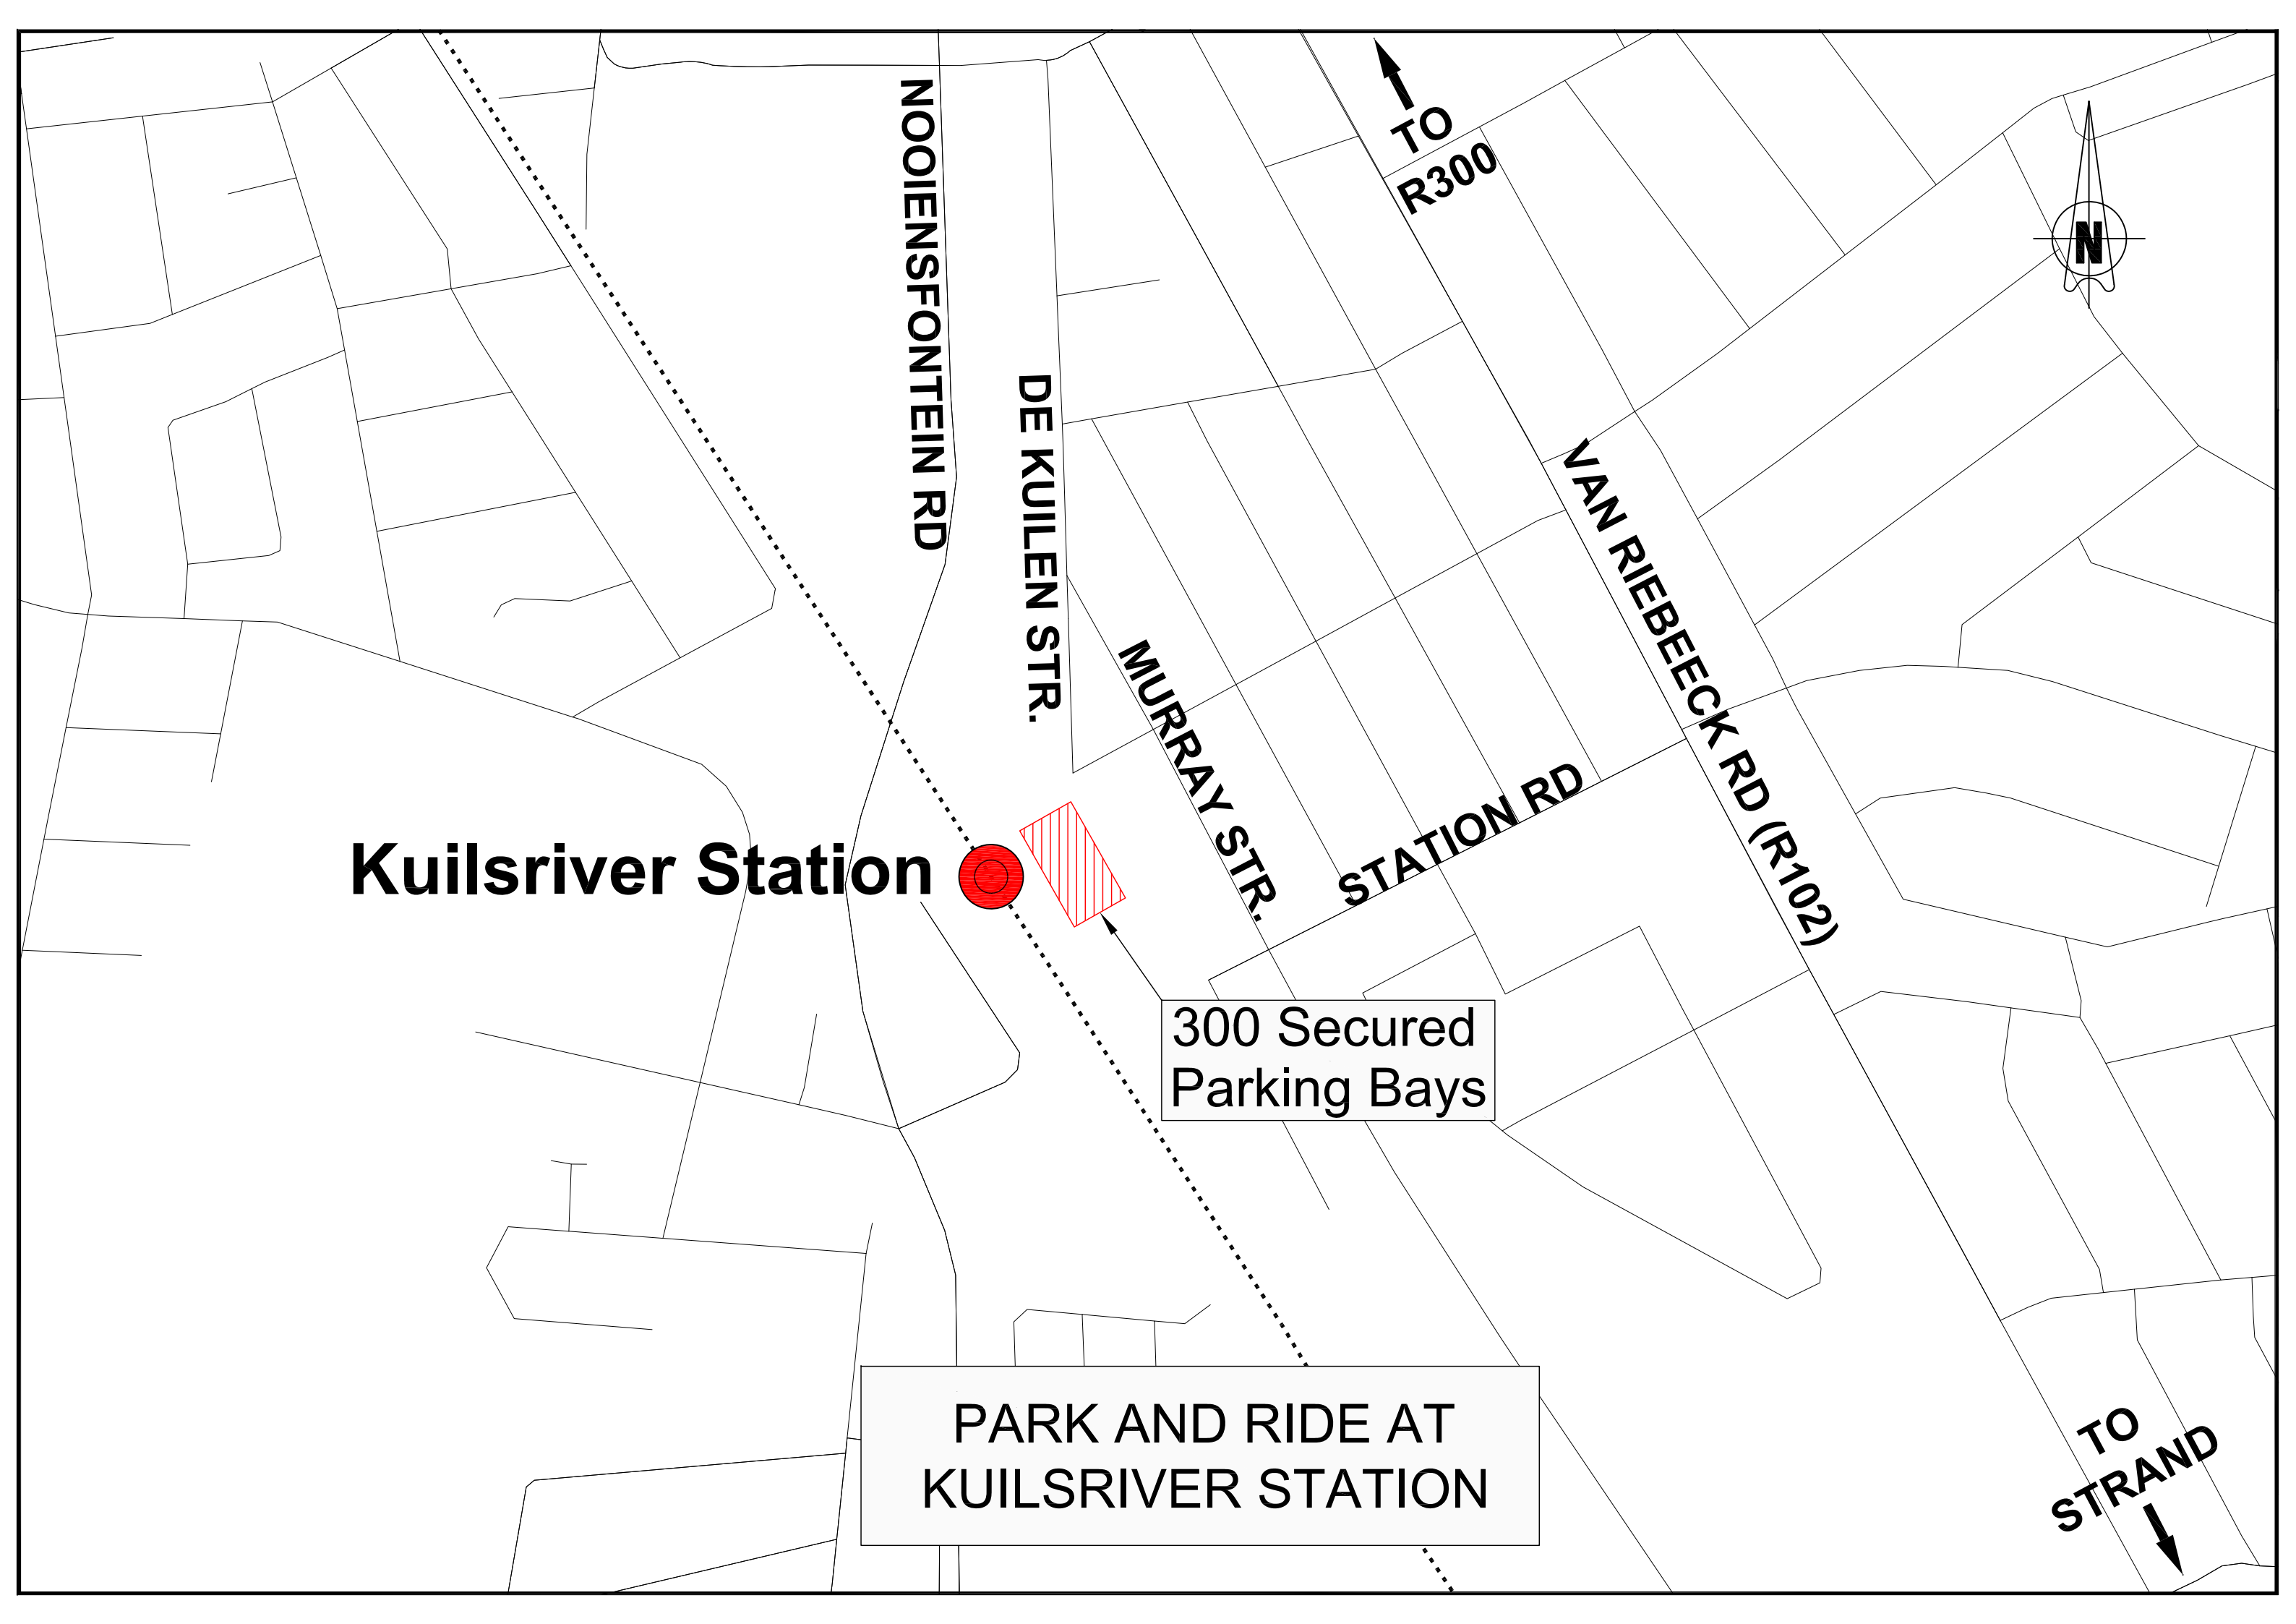 NOOIENSFONTEIN RD
DE KUILEN STR.
TO
R300
N
VAN RIEBEECK RD (R102)
MURRAY STR.
STATION RD
Kuilsriver Station
300 Secured
Parking Bays
PARK AND RIDE AT
KUILSRIVER STATION
TO
STRAND